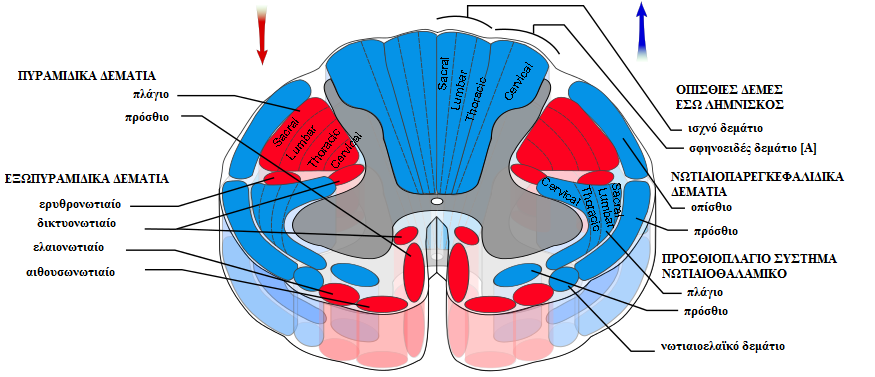 ΠΥΡΑΜΙΔΙΚΑ ΔΕΜΑΤΙΑ
πλάγιο
πρόσθιο
ΕΞΩΠΥΡΑΜΙΔΙΚΑ ΔΕΜΑΤΙΑ
ερυθρονωτιαίο
δικτυονωτιαίο
ελαιονωτιαίο
αιθουσωνωτιαίο
Sacral
Lumbar
Thoracic
Cervical
Sacral
Lumbar
Thoracic
Cervical
Cervical
Thoracic
Lumbar
Sacral
ΟΠΙΣΘΙΕΣ ΔΕΜΕΣ
ΕΣΩ ΛΗΜΝΙΣΚΟΣ
ισχνό δεμάτιο
σφηνοειδές δεμάτιο [Α]
ΝΩΤΙΑΙΟΠΑΡΕΓΚΕΦΑΛΙΔΙΚΑ
ΔΕΜΑΤΙΑ
οπίσθιο
πρόσθιο
ΠΡΟΣΘΙΟΠΛΑΓΙΟ ΣΥΣΤΗΜΑ
ΝΩΤΙΑΙΟΘΑΛΑΜΙΚΟ
πλάγιο
πρόσθιο
νωτιαιοελαϊκό δεμάτιο